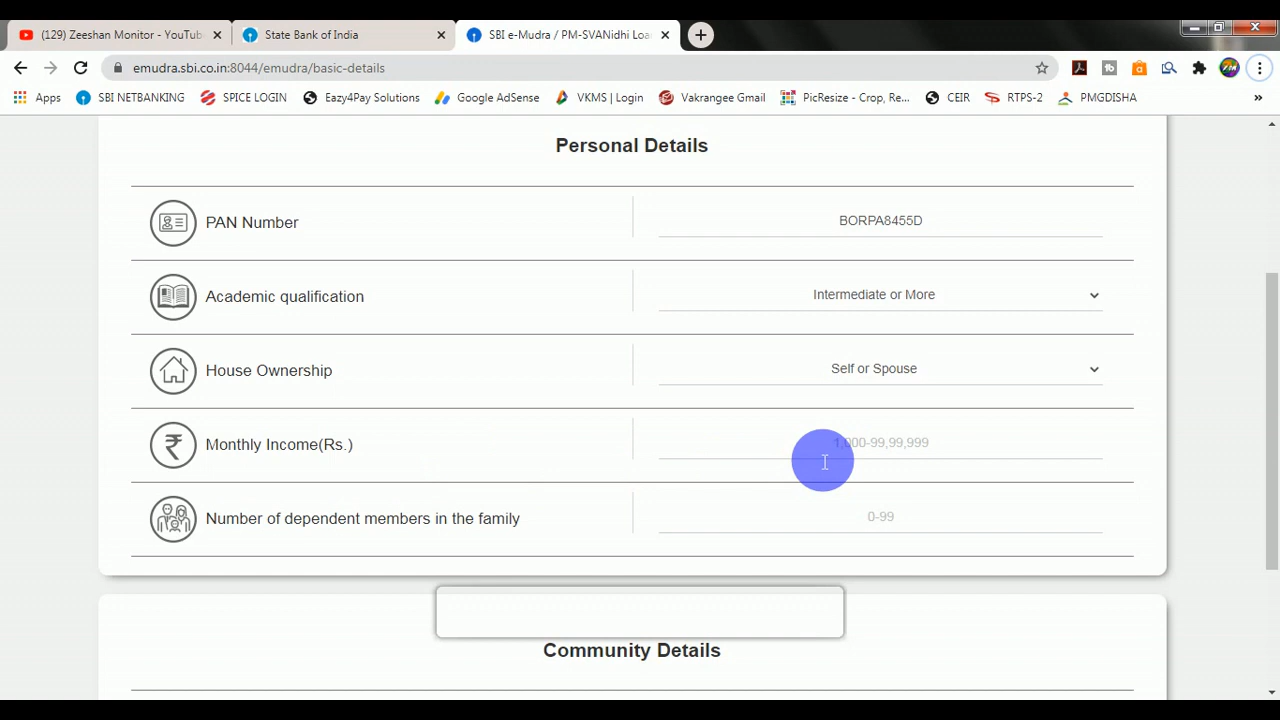 (129) Zeeshan Monitor - YouTub
State Bank of India
SBI e-Mudra / PM-SVANidhi Loa
emudra.sbi.co.in:8044/emudra/basic-details
Apps
SBI NETBANKING
SPICE LOGIN
Eazy4Pay Solutions
Google AdSense
VKMS | Login
Vakrangee Gmail
PicResize - Crop, Re...
CEIR
RTPS-2
PMGDISHA
»
Personal Details
PAN Number
BORPA8455D
Academic qualification
Intermediate or More
House Ownership
Self or Spouse
Monthly Income(Rs.)
1,000-99,99,999
Number of dependent members in the family
0-99
Community Details